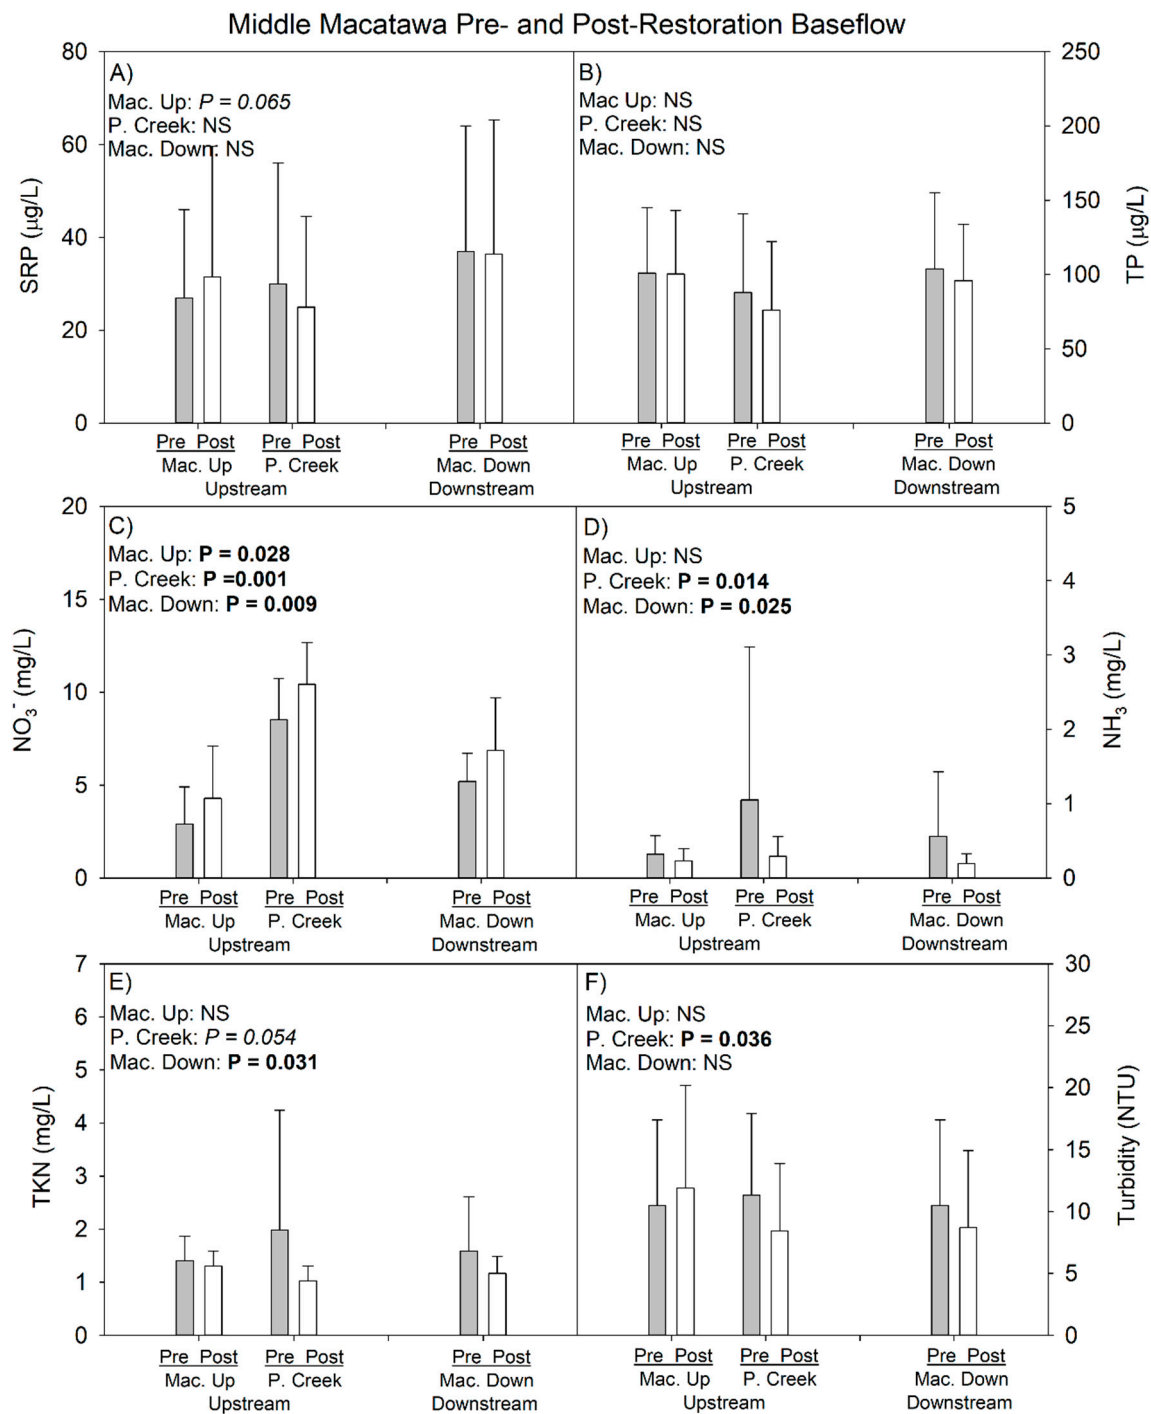 Middle Macatawa Pre- and Post-Restoration Baseflow
A)
Mac. Up: P = 0.065
P. Creek: NS
Mac. Down: NS
80
60
40
20
0
SRP (µg/L)
Pre Post Pre Post Pre Post
Mac. Up P. Creek Mac. Down
Upstream Downstream
B)
Mac Up: NS
P. Creek: NS
Mac. Down: NS
250
200
150
100
50
0
TP (µg/L)
Pre Post Pre Post Pre Post
Mac. Up P. Creek Mac. Down
Upstream Downstream
C)
Mac. Up: P = 0.028
P. Creek: P =0.001
Mac. Down: P = 0.009
20
15
10
5
0
NO₃⁻ (mg/L)
Pre Post Pre Post Pre Post
Mac. Up P. Creek Mac. Down
Upstream Downstream
D)
Mac. Up: NS
P. Creek: P = 0.014
Mac. Down: P = 0.025
5
4
3
2
1
0
NH₃ (mg/L)
Pre Post Pre Post Pre Post
Mac. Up P. Creek Mac. Down
Upstream Downstream
E)
Mac. Up: NS
P. Creek: P = 0.054
Mac. Down: P = 0.031
7
6
5
4
3
2
1
0
TKN (mg/L)
Pre Post Pre Post Pre Post
Mac. Up P. Creek Mac. Down
Upstream Downstream
F)
Mac. Up: NS
P. Creek: P = 0.036
Mac. Down: NS
30
25
20
15
10
5
0
Turbidity (NTU)
Pre Post Pre Post Pre Post
Mac. Up P. Creek Mac. Down
Upstream Downstream